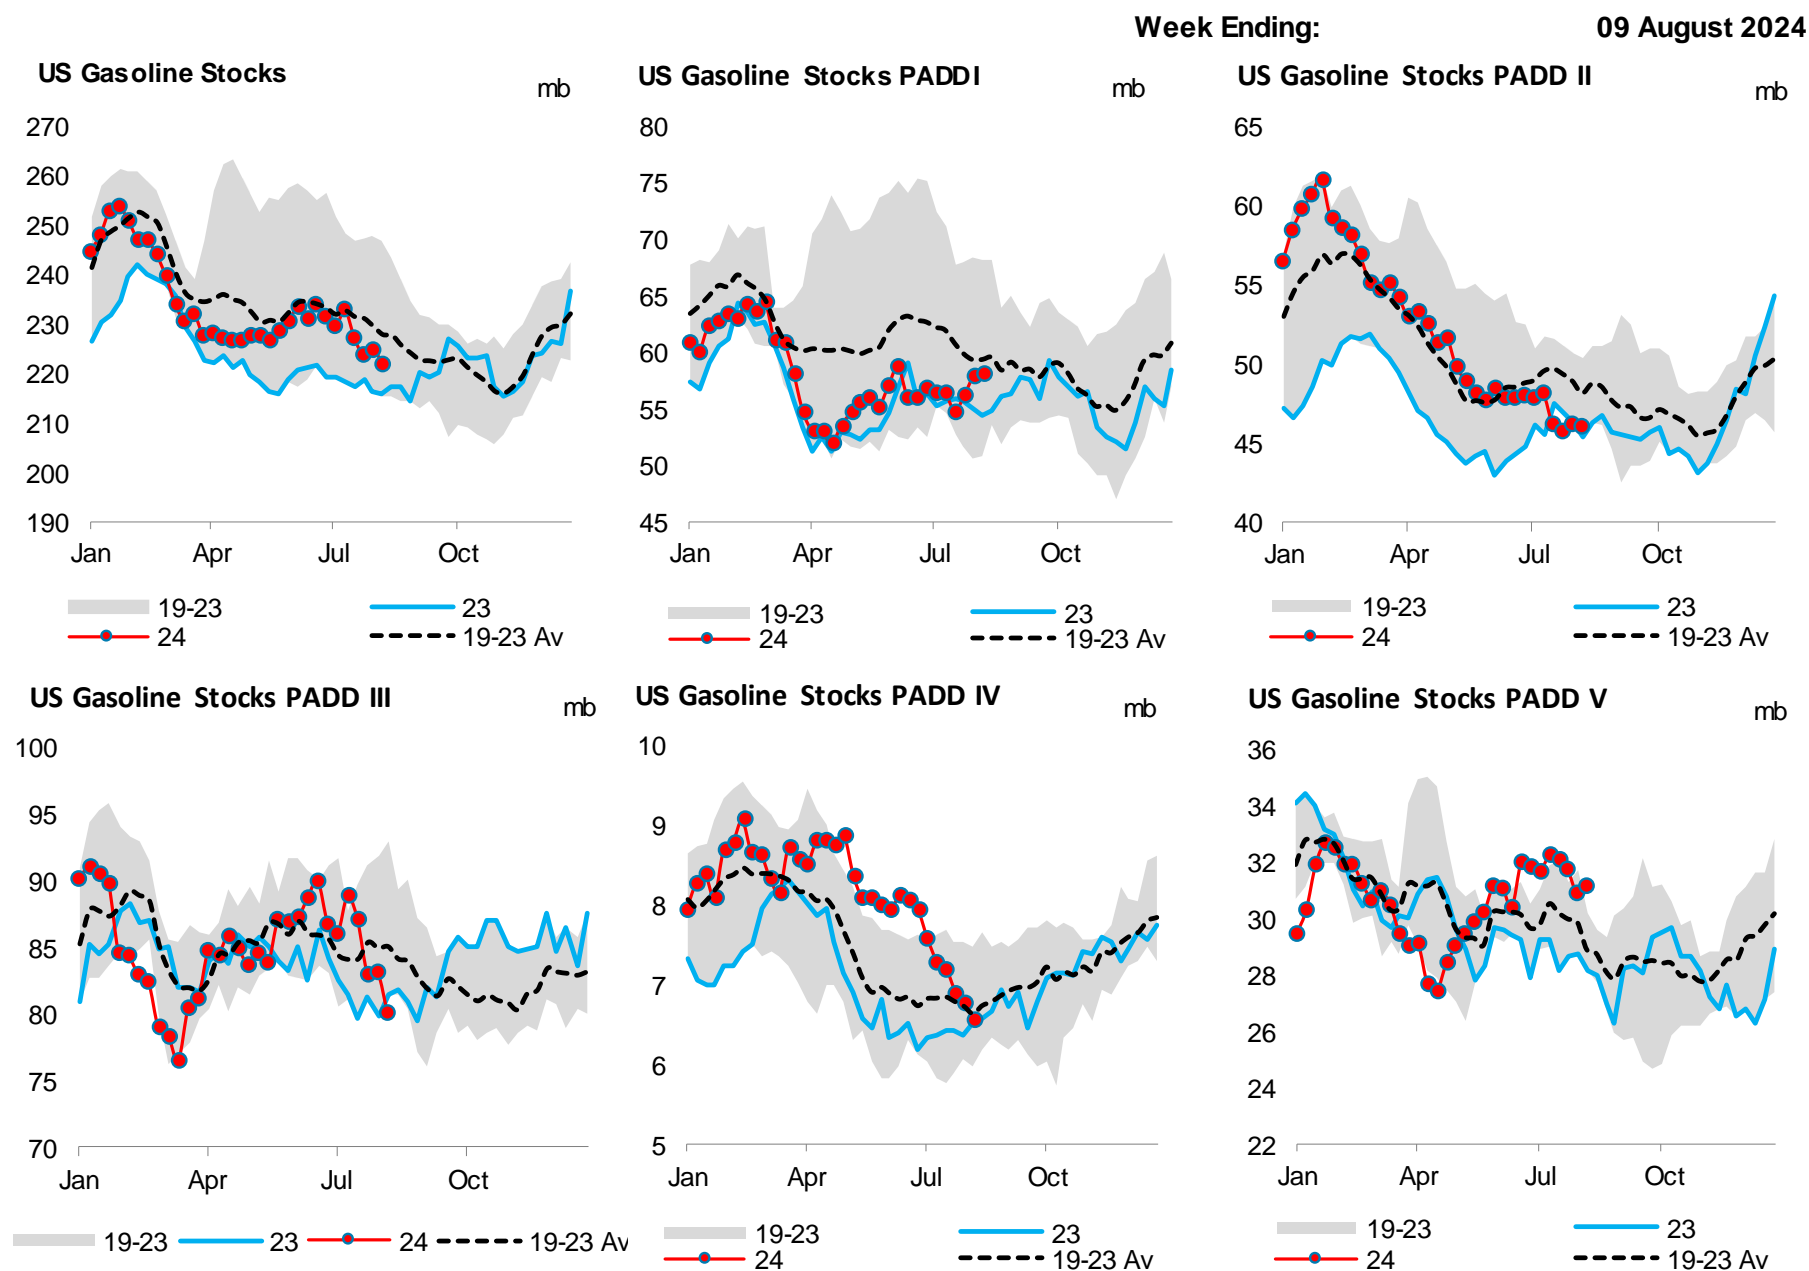 Week Ending: 09 August 2024
US Gasoline Stocks
mb
270
260
250
240
230
220
210
200
190
Jan Apr Jul Oct
19-23 23
24 19-23 Av
US Gasoline Stocks PADD I
mb
80
75
70
65
60
55
50
45
Jan Apr Jul Oct
19-23 23
24 19-23 Av
US Gasoline Stocks PADD II
mb
65
60
55
50
45
40
Jan Apr Jul Oct
19-23 23
24 19-23 Av
US Gasoline Stocks PADD III
mb
100
95
90
85
80
75
70
Jan Apr Jul Oct
19-23 23 24 19-23 Av
US Gasoline Stocks PADD IV
mb
10
9
8
7
6
5
Jan Apr Jul Oct
19-23 23
24 19-23 Av
US Gasoline Stocks PADD V
mb
36
34
32
30
28
26
24
22
Jan Apr Jul Oct
19-23 23
24 19-23 Av